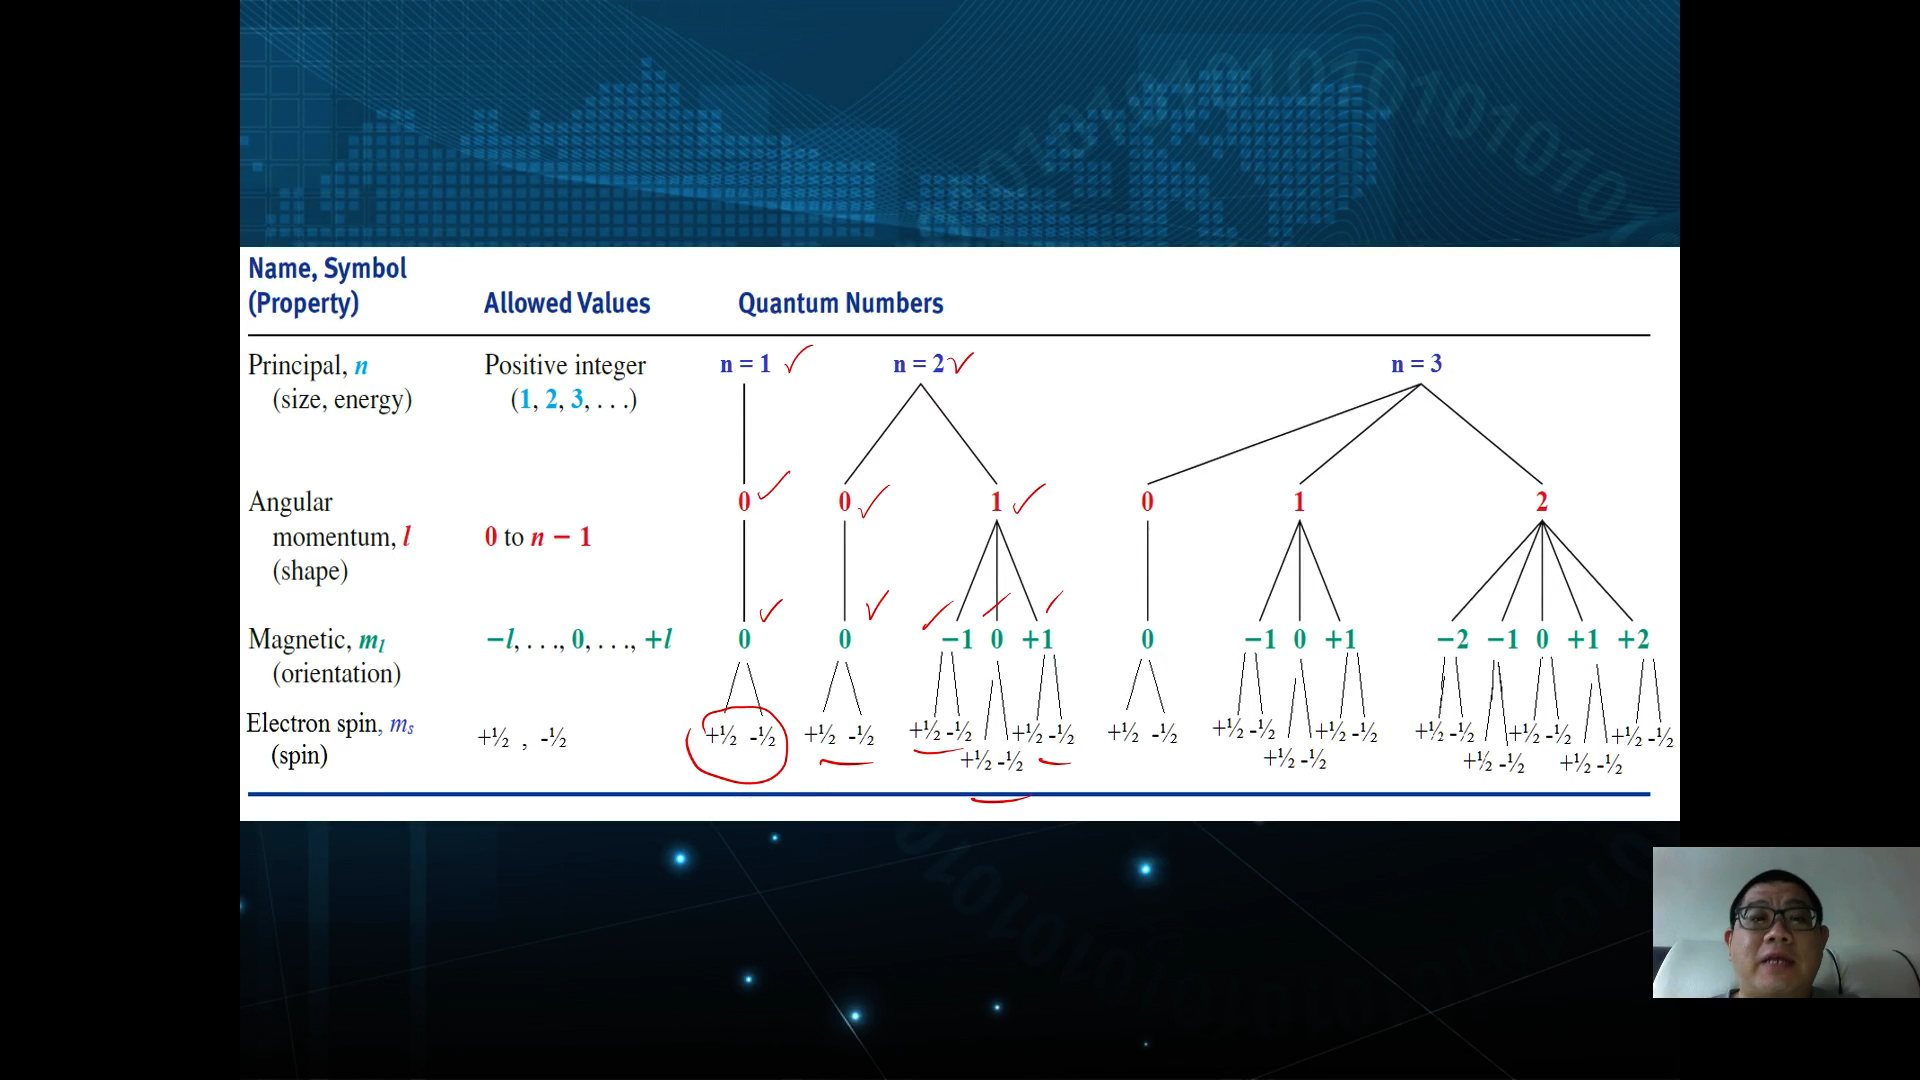 Name, Symbol
(Property)
Allowed Values
Quantum Numbers
Principal, n
(size, energy)
Positive integer
(1, 2, 3, . . .)
n = 1
n = 2
n = 3
Angular
momentum, l
(shape)
0 to n − 1
0
0 1
0 1 2
Magnetic, mₗ
(orientation)
−l, . . ., 0, . . ., +l
0
0 −1 0 +1
0 −1 0 +1 −2 −1 0 +1 +2
Electron spin, mₛ
(spin)
+½ , -½
+½ -½ +½ -½ +½ -½ +½ -½ +½ -½ +½ -½ +½ -½ +½ -½ +½ -½ +½ -½
+½ -½ +½ -½ +½ -½ +½ -½